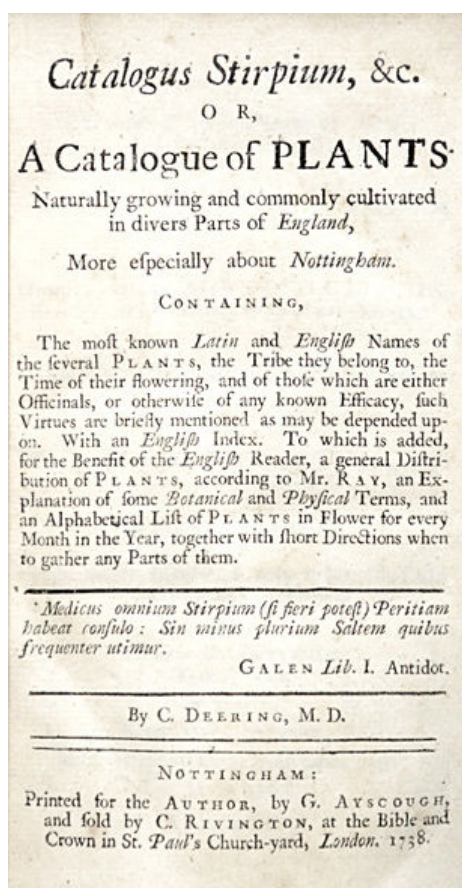 Catalogus Stirpium, &c.
O R,
A Catalogue of PLANTS
Naturally growing and commonly cultivated
in divers Parts of England,
More eſpecially about Nottingham.
CONTAINING,
The moſt known Latin and Engliſh Names of
the ſeveral PLANTS, the Tribe they belong to, the
Time of their flowering, and of thoſe which are either
Officinals, or otherwiſe of any known Efficacy, ſuch
Virtues are briefly mentioned as may be depended up-
on. With an Engliſh Index. To which is added,
for the Benefit of the Engliſh Reader, a general Diſtri-
bution of PLANTS, according to Mr. RAY, an Ex-
planation of ſome Botanical and Phyſical Terms, and
an Alphabetical Liſt of PLANTS in Flower for every
Month in the Year, together with ſhort Directions when
to gather any Parts of them.
Medicus omnium Stirpium (ſi fieri poteſt) Peritiam
habeat conſulo: Sin minus plurium Saltem quibus
frequenter utimur.
GALEN Lib. I. Antidot.
By C. DEERING, M. D.
NOTTINGHAM:
Printed for the AUTHOR, by G. AYSCOUGH,
and ſold by C. RIVINGTON, at the Bible and
Crown in St. Paul's Church-yard, London. 1738.